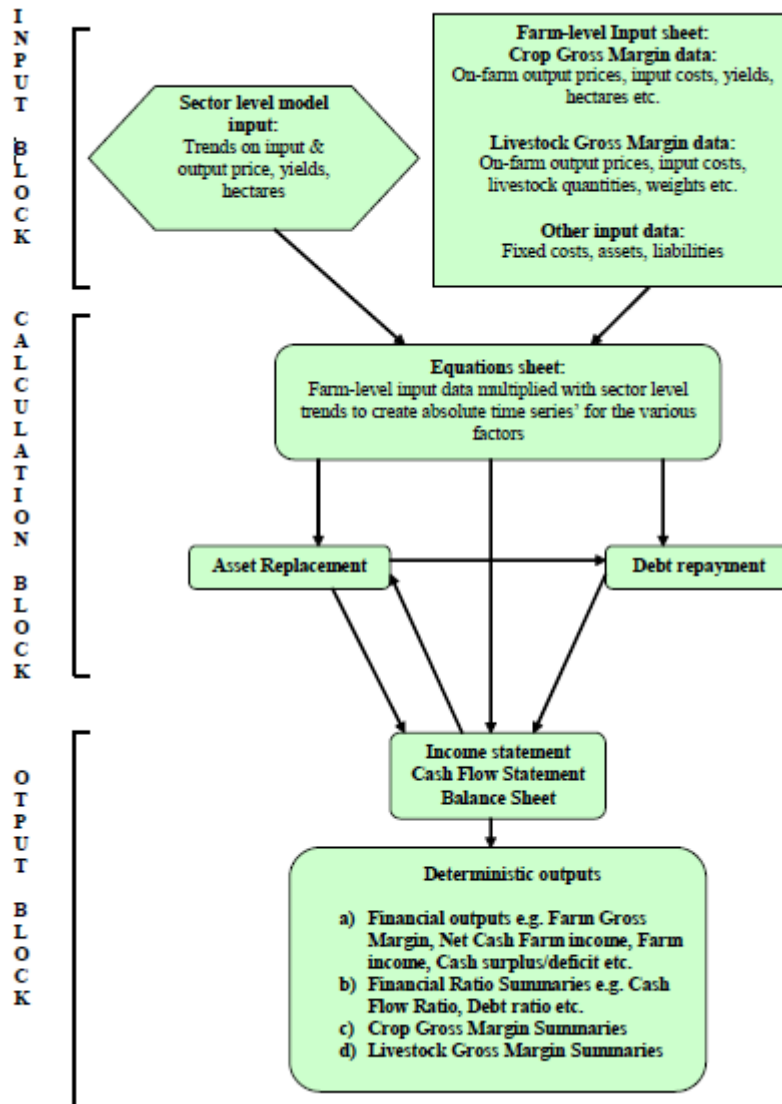 INPUT BLOCK
Sector level model
input:
Trends on input &
output price, yields,
hectares
Farm-level Input sheet:
Crop Gross Margin data:
On-farm output prices, input costs, yields,
hectares etc.
Livestock Gross Margin data:
On-farm output prices, input costs,
livestock quantities, weights etc.
Other input data:
Fixed costs, assets, liabilities
CALCULATION BLOCK
Equations sheet:
Farm-level input data multiplied with sector level
trends to create absolute time series’ for the various
factors
Asset Replacement
Debt repayment
OTPUT BLOCK
Income statement
Cash Flow Statement
Balance Sheet
Deterministic outputs
a) Financial outputs e.g. Farm Gross
Margin, Net Cash Farm income, Farm
income, Cash surplus/deficit etc.
b) Financial Ratio Summaries e.g. Cash
Flow Ratio, Debt ratio etc.
c) Crop Gross Margin Summaries
d) Livestock Gross Margin Summaries